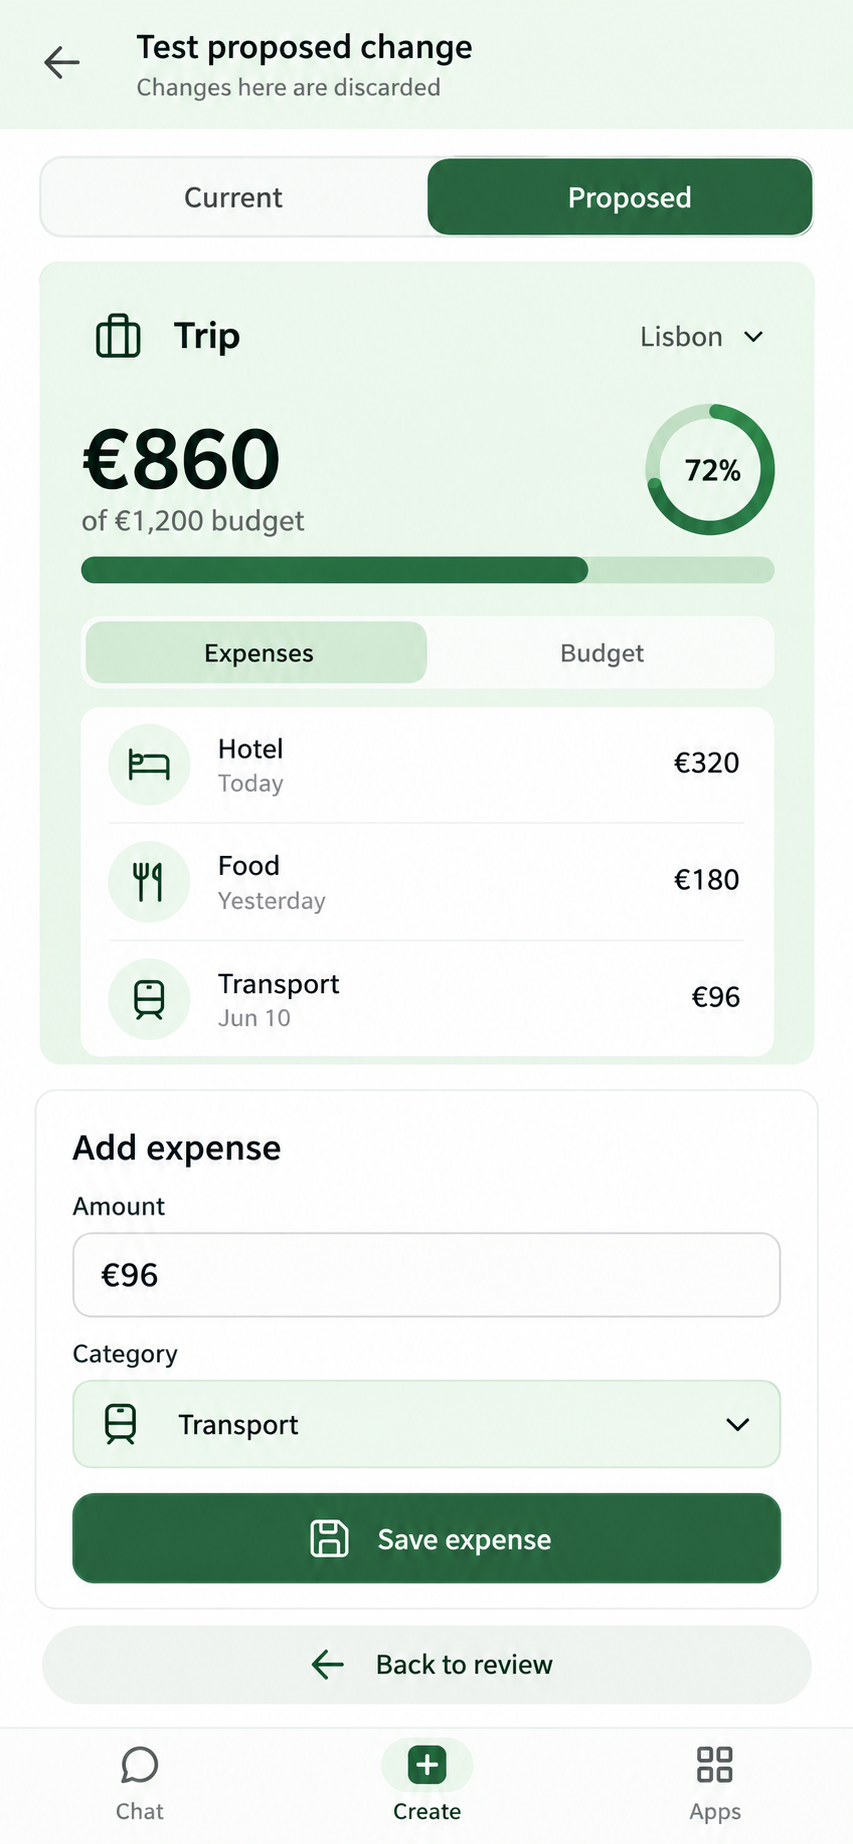 Test proposed change
Changes here are discarded
Current
Proposed
Trip
Lisbon
€860
of €1,200 budget
72%
Expenses
Budget
Hotel
Today
€320
Food
Yesterday
€180
Transport
Jun 10
€96
Add expense
Amount
€96
Category
Transport
Save expense
Back to review
Chat
Create
Apps